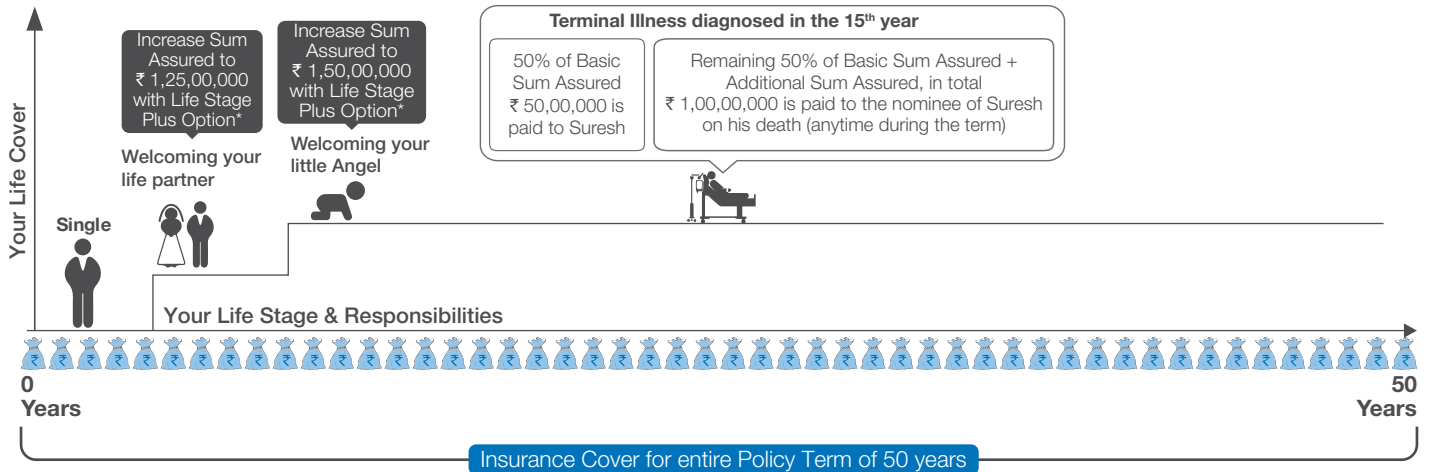 Your Life Cover
Increase Sum
Assured to
₹ 1,25,00,000
with Life Stage
Plus Option*
Welcoming your
life partner
Increase Sum
Assured to
₹ 1,50,00,000
with Life Stage
Plus Option*
Welcoming your
little Angel
Single
Terminal Illness diagnosed in the 15th year
50% of Basic
Sum Assured
₹ 50,00,000 is
paid to Suresh
Remaining 50% of Basic Sum Assured +
Additional Sum Assured, in total
₹ 1,00,00,000 is paid to the nominee of Suresh
on his death (anytime during the term)
Your Life Stage & Responsibilities
₹ ₹ ₹ ₹ ₹ ₹ ₹ ₹ ₹ ₹ ₹ ₹ ₹ ₹ ₹ ₹ ₹ ₹ ₹ ₹ ₹ ₹ ₹ ₹ ₹ ₹ ₹ ₹ ₹ ₹ ₹ ₹ ₹ ₹ ₹ ₹ ₹ ₹ ₹ ₹ ₹ ₹ ₹ ₹ ₹ ₹ ₹ ₹ ₹ ₹
0
Years
50
Years
Insurance Cover for entire Policy Term of 50 years